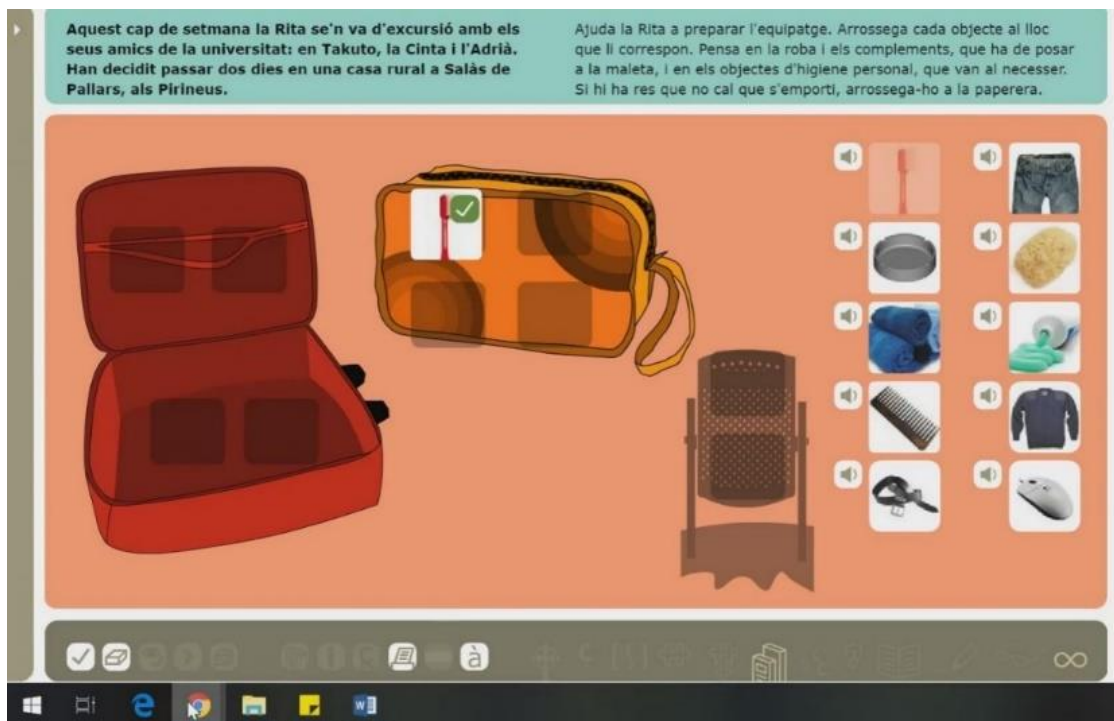 Aquest cap de setmana la Rita se'n va d'excursió amb els
seus amics de la universitat: en Takuto, la Cinta i l'Adrià.
Han decidit passar dos dies en una casa rural a Salàs de
Pallars, als Pirineus.
Ajuda la Rita a preparar l'equipatge. Arrossega cada objecte al lloc
que li correspon. Pensa en la roba i els complements, que ha de posar
a la maleta, i en els objectes d'higiene personal, que van al necesser.
Si hi ha res que no cal que s'emporti, arrossega-ho a la paperera.
à